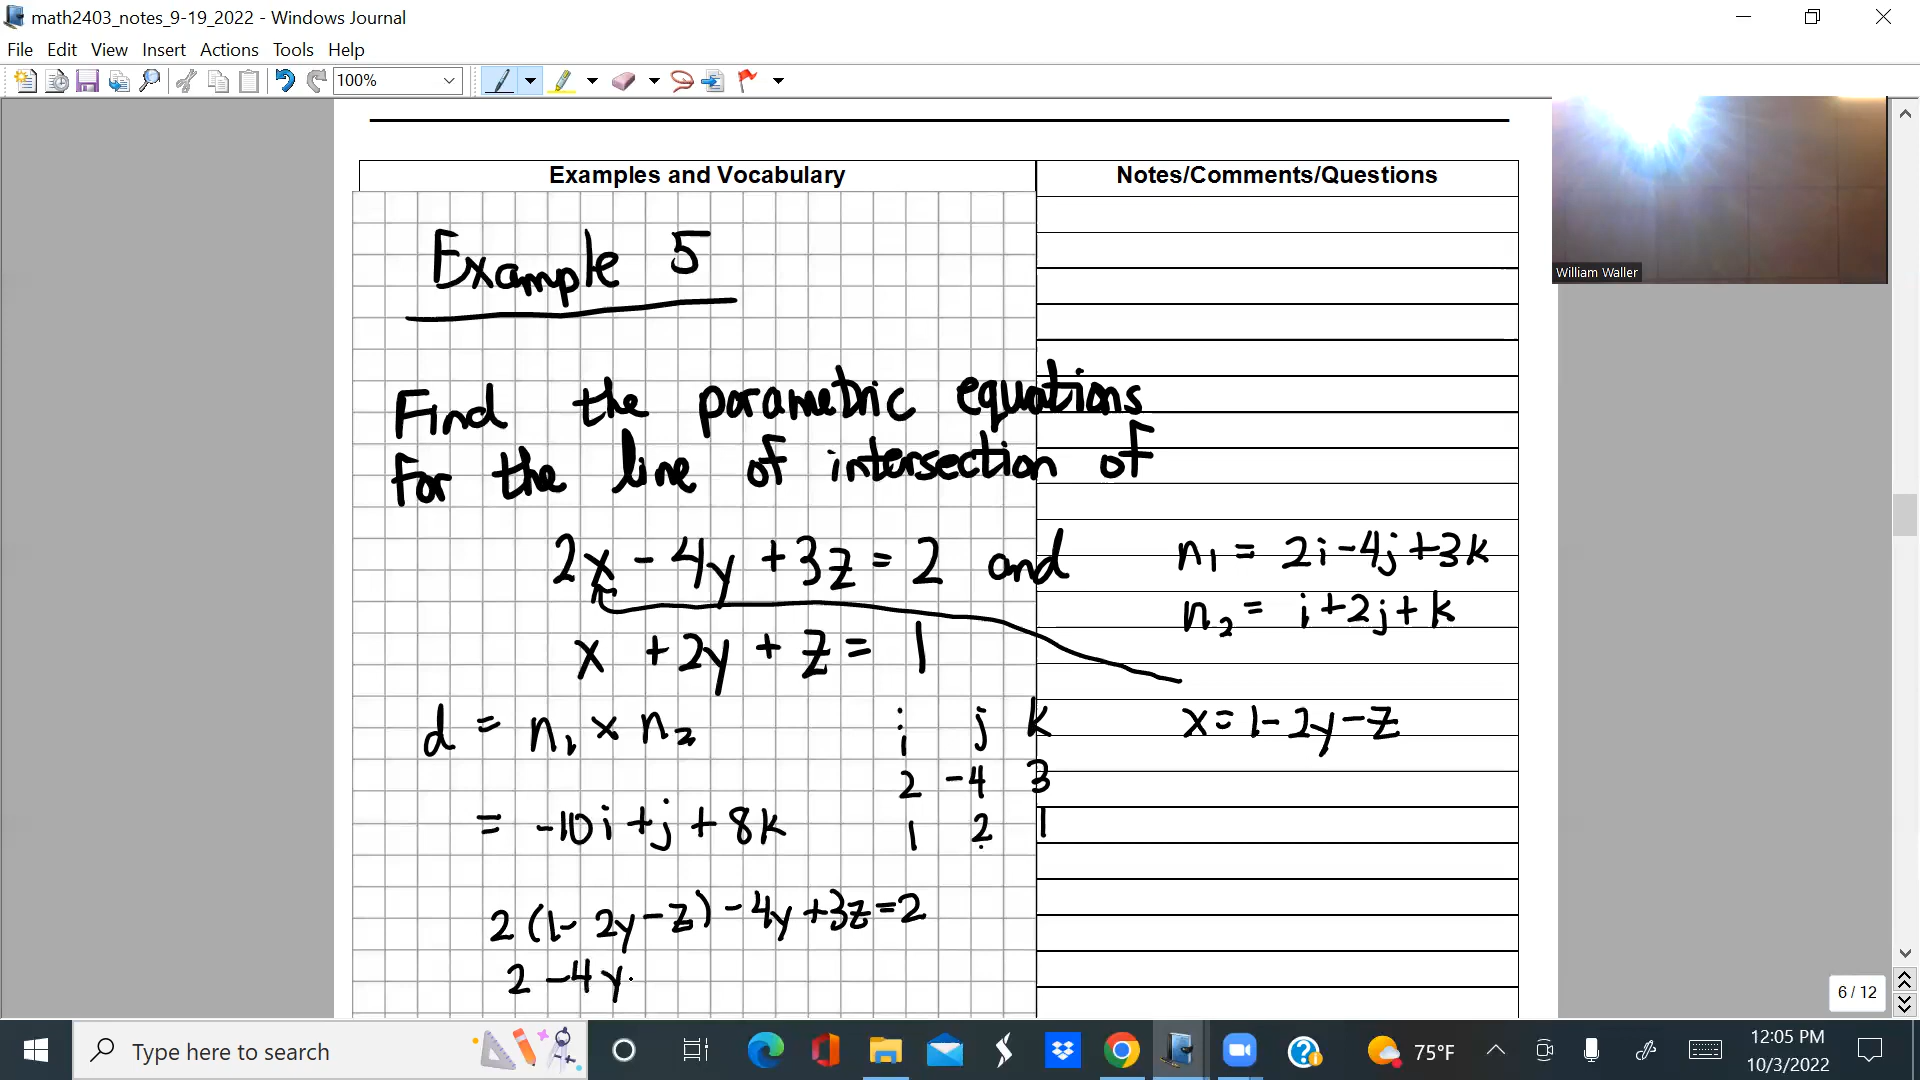 math2403_notes_9-19_2022 - Windows Journal
File Edit View Insert Actions Tools Help
100%
Examples and Vocabulary
Notes/Comments/Questions
William Waller
Example 5
Find the parametric equations
for the line of intersection of
2x - 4y + 3z = 2 and
n₁ = 2i - 4j + 3k
x + 2y + z = 1
n₂ = i + 2j + k
d = n₁ × n₂
i j k
x = 1 - 2y - z
2 -4 3
= -10i + j + 8k
1 2 1
2 (1 - 2y - z) - 4y + 3z = 2
2 - 4y
6 / 12
Type here to search
75°F
12:05 PM
10/3/2022